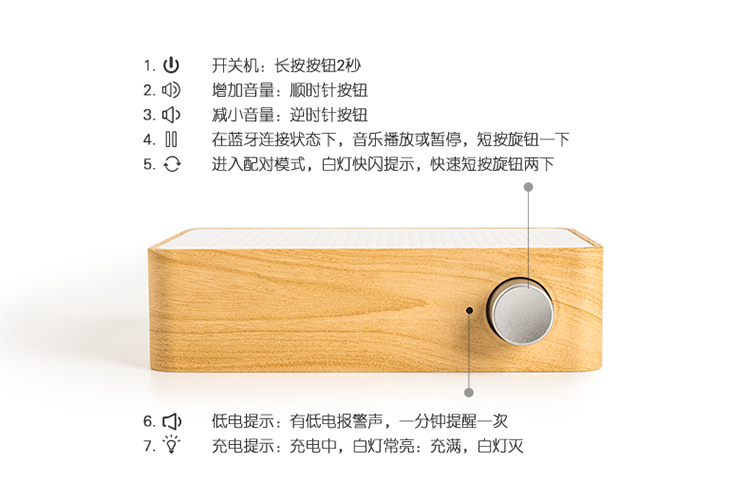 1. 开关机：长按按钮2秒
2. 增加音量：顺时针按钮
3. 减小音量：逆时针按钮
4. 在蓝牙连接状态下，音乐播放或暂停，短按旋钮一下
5. 进入配对模式，白灯快闪提示，快速短按旋钮两下
6. 低电提示：有低电报警声，一分钟提醒一次
7. 充电提示：充电中，白灯常亮：充满，白灯灭